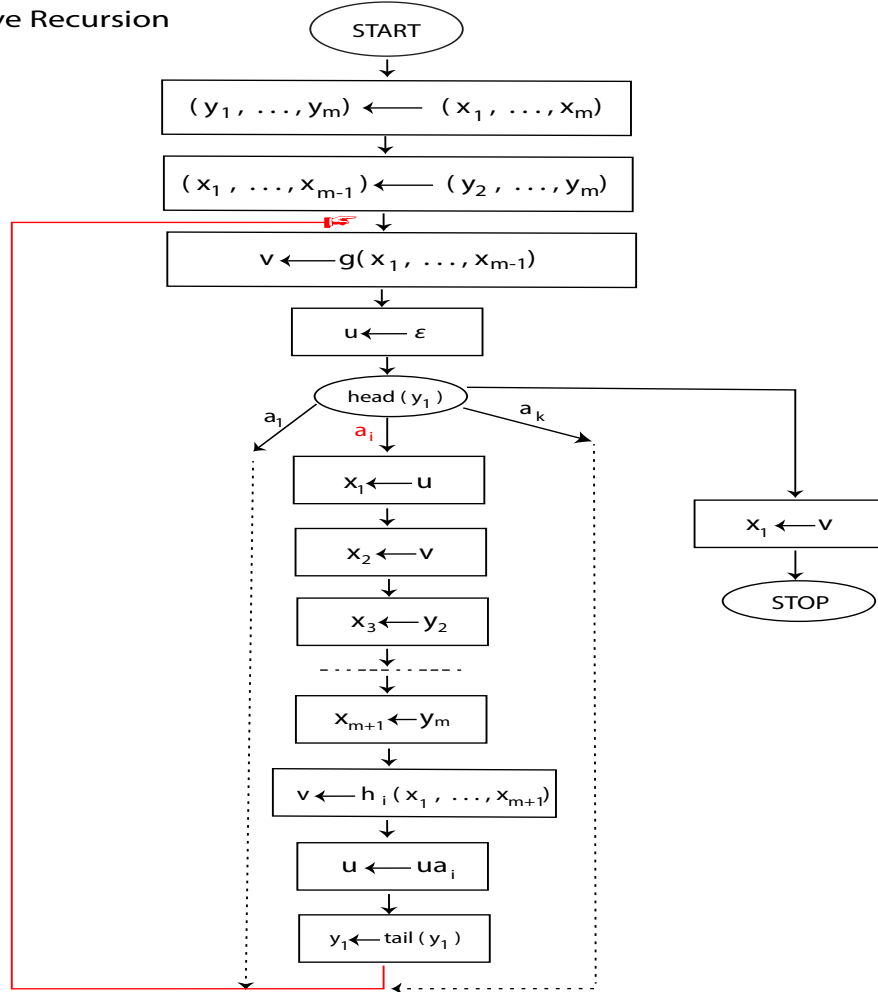 ve Recursion
START
( y₁ , ... , yₘ ) ← ( x₁ , ... , xₘ )
( x₁ , ... , xₘ₋₁ ) ← ( y₂ , ... , yₘ )
v ← g( x₁ , ... , xₘ₋₁ )
u ← ε
head ( y₁ )
a₁
aᵢ
aₖ
x₁ ← u
x₁ ← v
x₂ ← v
STOP
x₃ ← y₂
xₘ₊₁ ← yₘ
v ← hᵢ ( x₁ , ... , xₘ₊₁ )
u ← uaᵢ
y₁ ← tail ( y₁ )